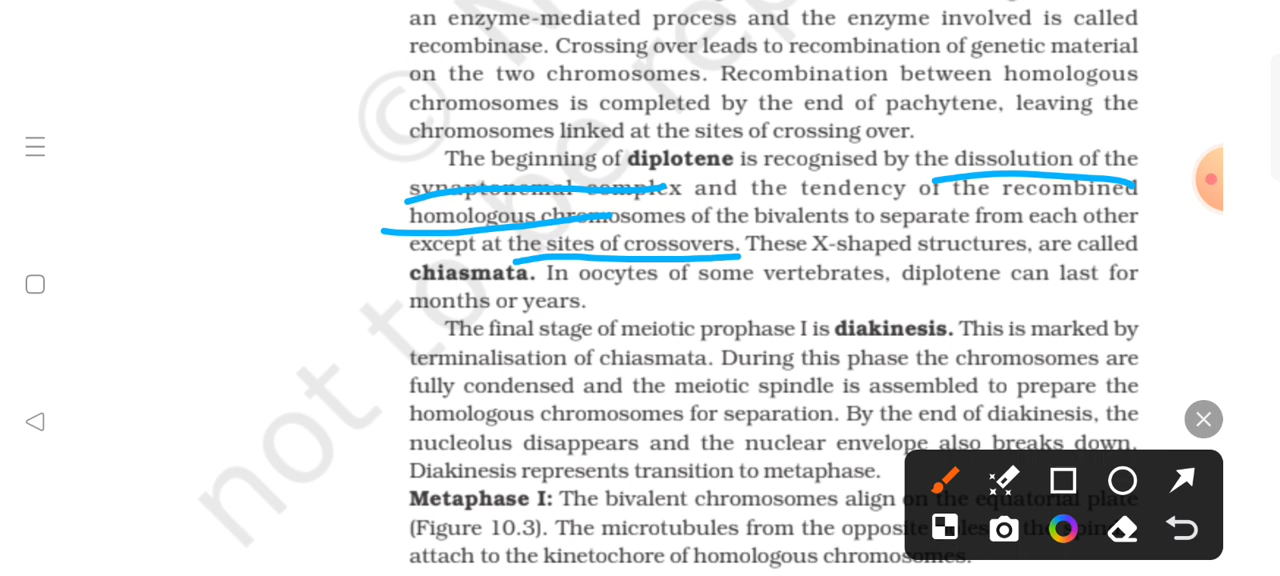 an enzyme-mediated process and the enzyme involved is called
recombinase. Crossing over leads to recombination of genetic material
on the two chromosomes. Recombination between homologous
chromosomes is completed by the end of pachytene, leaving the
chromosomes linked at the sites of crossing over.
The beginning of diplotene is recognised by the dissolution of the
synaptonemal complex and the tendency of the recombined
homologous chromosomes of the bivalents to separate from each other
except at the sites of crossovers. These X-shaped structures, are called
chiasmata. In oocytes of some vertebrates, diplotene can last for
months or years.
The final stage of meiotic prophase I is diakinesis. This is marked by
terminalisation of chiasmata. During this phase the chromosomes are
fully condensed and the meiotic spindle is assembled to prepare the
homologous chromosomes for separation. By the end of diakinesis, the
nucleolus disappears and the nuclear envelope also breaks down.
Diakinesis represents transition to metaphase.
Metaphase I: The bivalent chromosomes align on the equatorial plate
(Figure 10.3). The microtubules from the opposite
attach to the kinetochore of homologous chromosomes.
© N
not to be rep